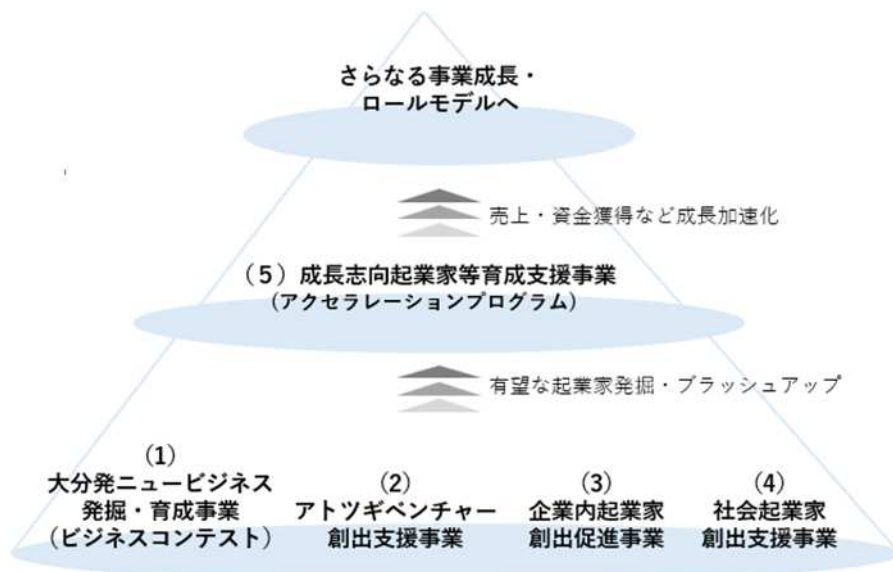 さらなる事業成長・
ロールモデルへ
売上・資金獲得など成長加速化
（5）成長志向起業家等育成支援事業
（アクセラレーションプログラム）
有望な起業家発掘・ブラッシュアップ
（1）
大分発ニュービジネス
発掘・育成事業
（ビジネスコンテスト）
（2）
アトツギベンチャー
創出支援事業
（3）
企業内起業家
創出促進事業
（4）
社会起業家
創出支援事業